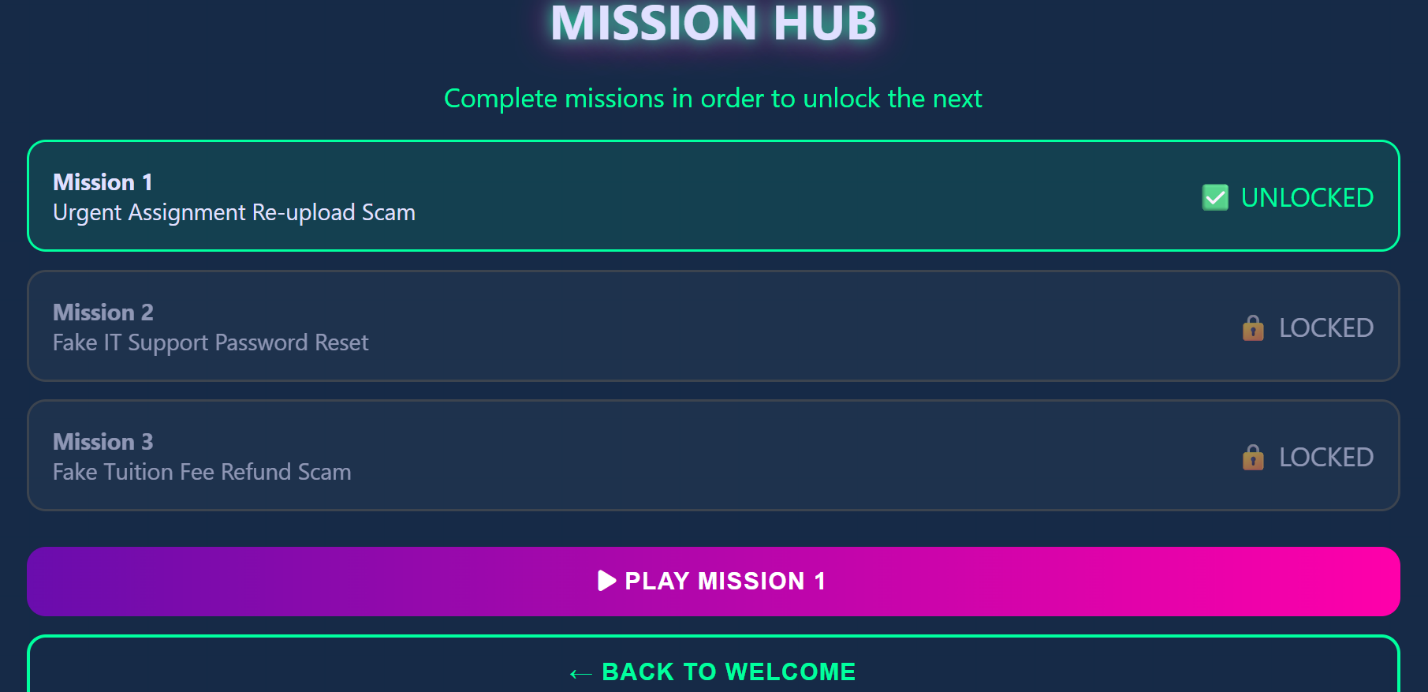 MISSION HUB
Complete missions in order to unlock the next
Mission 1
Urgent Assignment Re-upload Scam
✅ UNLOCKED
Mission 2
Fake IT Support Password Reset
🔒 LOCKED
Mission 3
Fake Tuition Fee Refund Scam
🔒 LOCKED
▶ PLAY MISSION 1
← BACK TO WELCOME